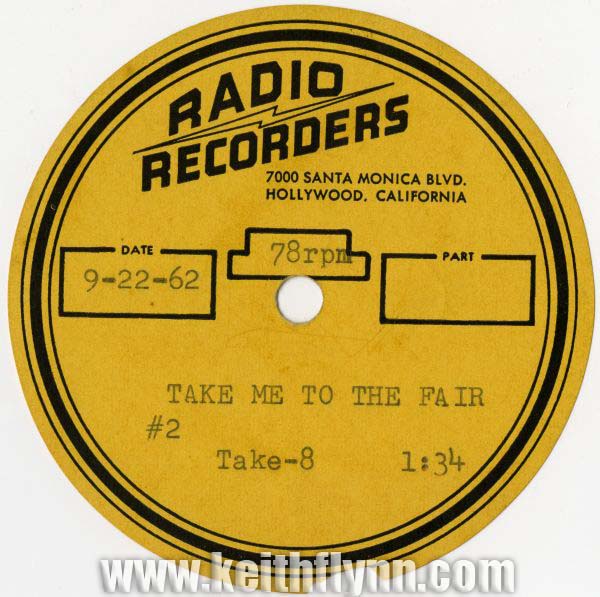 RADIO
RECORDERS
7000 SANTA MONICA BLVD.
HOLLYWOOD, CALIFORNIA
DATE
9-22-62
78rpm
PART
TAKE ME TO THE FAIR
#2
Take-8 1:34
www.keithflynn.com